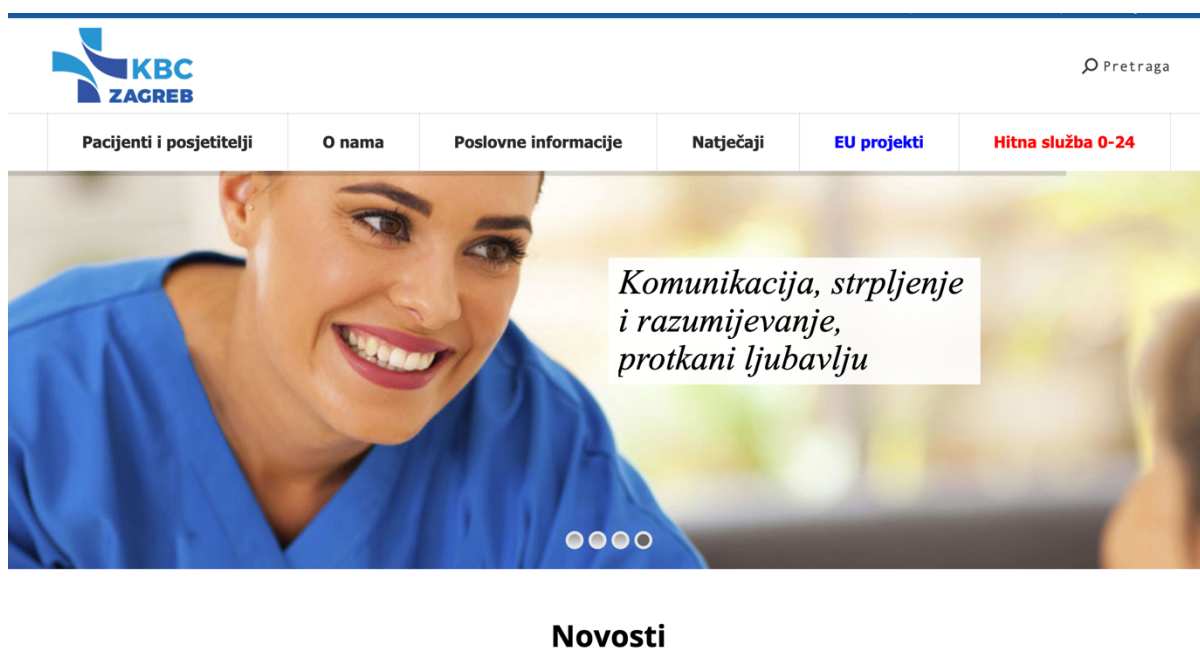 KBC
ZAGREB
Pretraga
Pacijenti i posjetitelji
O nama
Poslovne informacije
Natječaji
EU projekti
Hitna služba 0-24
Komunikacija, strpljenje
i razumijevanje,
protkani ljubavlju
Novosti